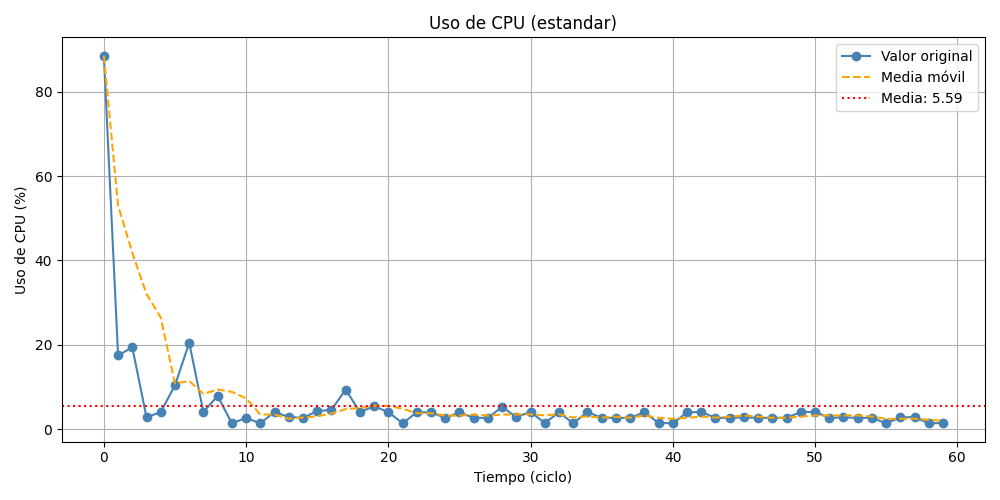 Uso de CPU (estandar)
Valor original
Media móvil
Media: 5.59
Uso de CPU (%)
80
60
40
20
0
0 10 20 30 40 50 60
Tiempo (ciclo)